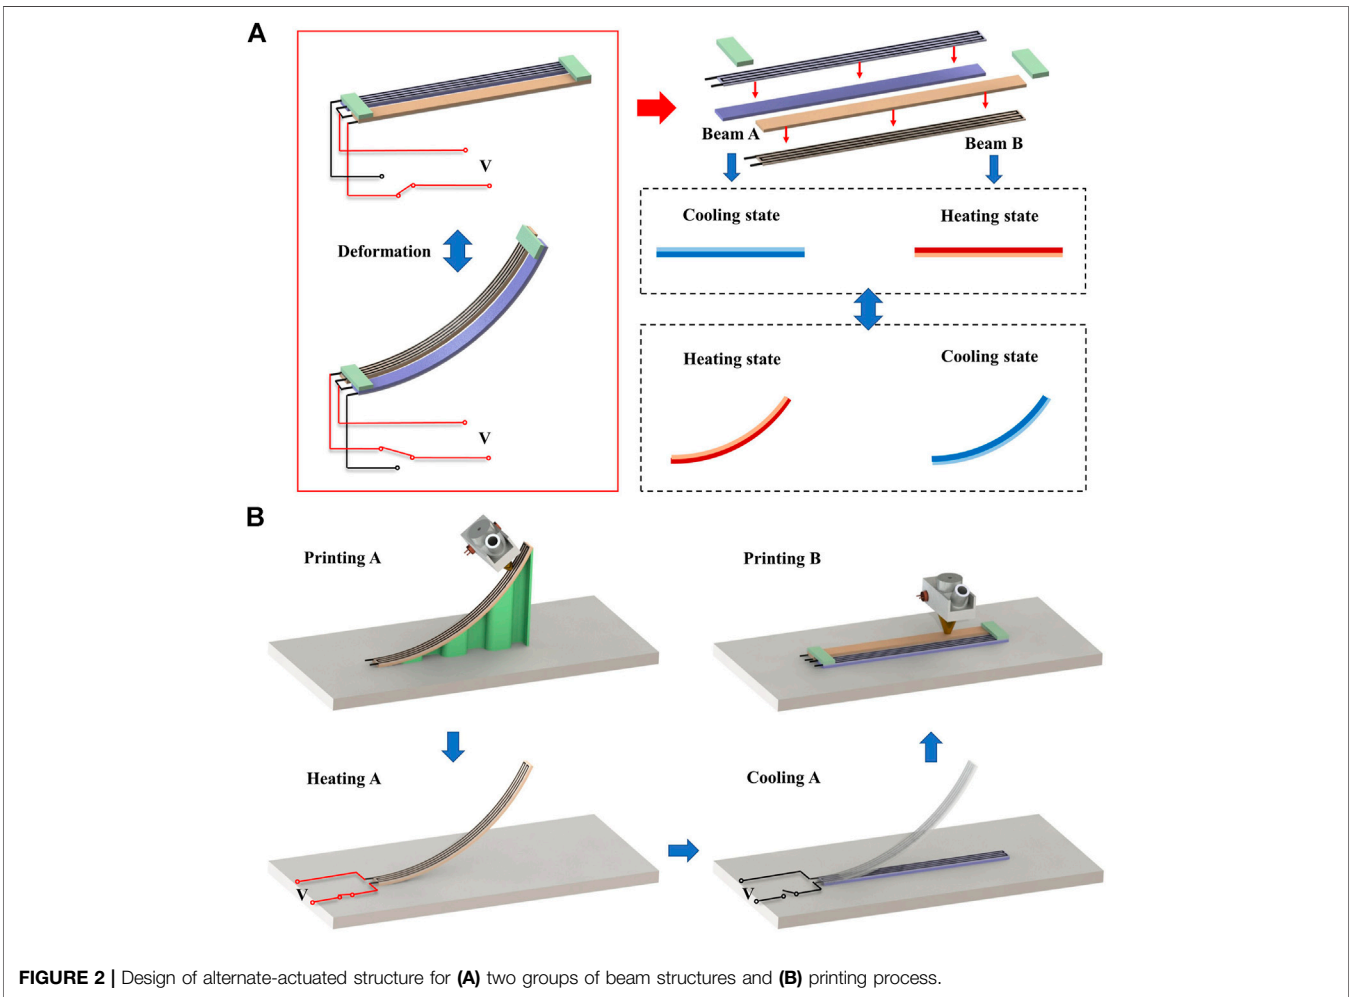 A
V
Deformation
V
Beam A
Beam B
Cooling state
Heating state
Heating state
Cooling state
B
Printing A
Printing B
Heating A
Cooling A
V
V
FIGURE 2 | Design of alternate-actuated structure for (A) two groups of beam structures and (B) printing process.